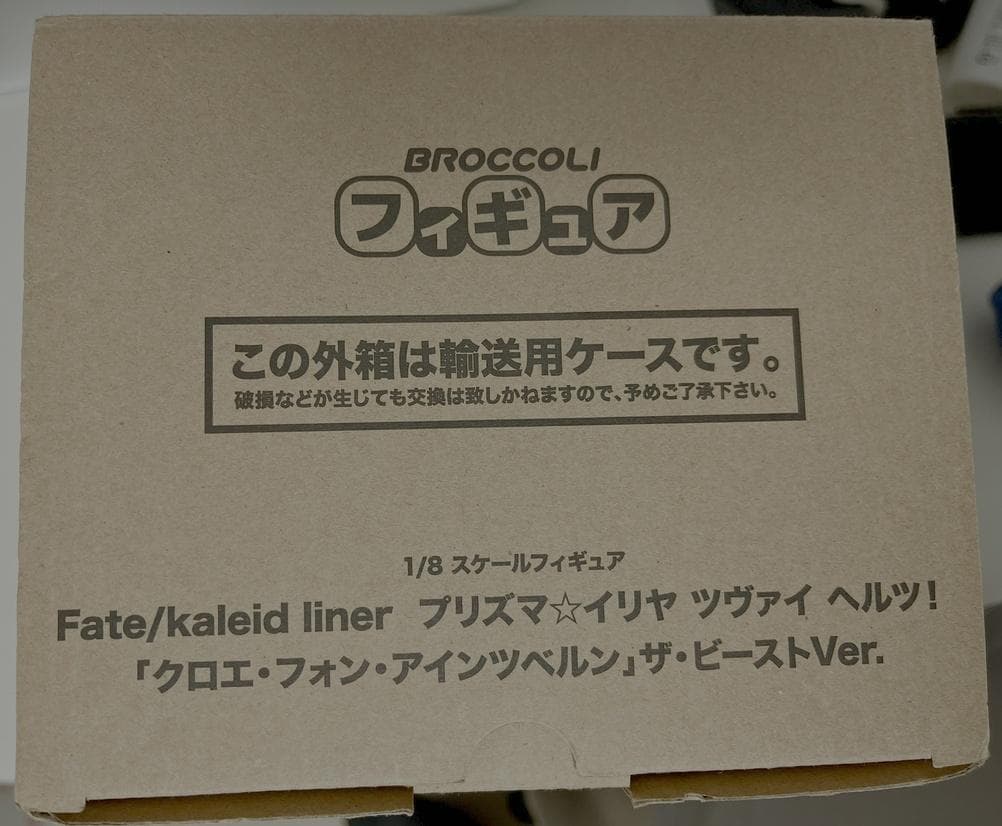 BROCCOLI
フィギュア
この外箱は輸送用ケースです。
破損などが生じても交換は致しかねますので、予めご了承下さい。
1/8 スケールフィギュア
Fate/kaleid liner プリズマ☆イリヤ ツヴァイ ヘルツ!
「クロエ・フォン・アインツベルン」ザ・ビーストVer.